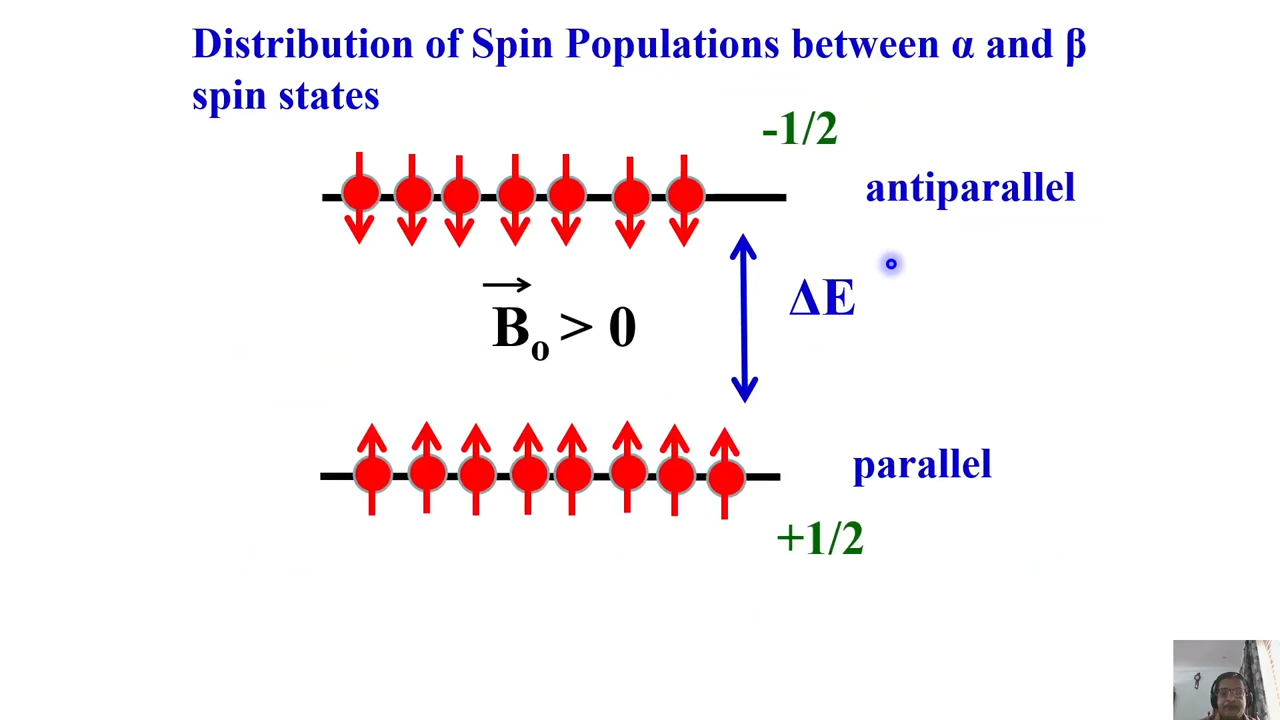 Distribution of Spin Populations between α and β
spin states
-1/2
antiparallel
ΔE
B₀ > 0
parallel
+1/2